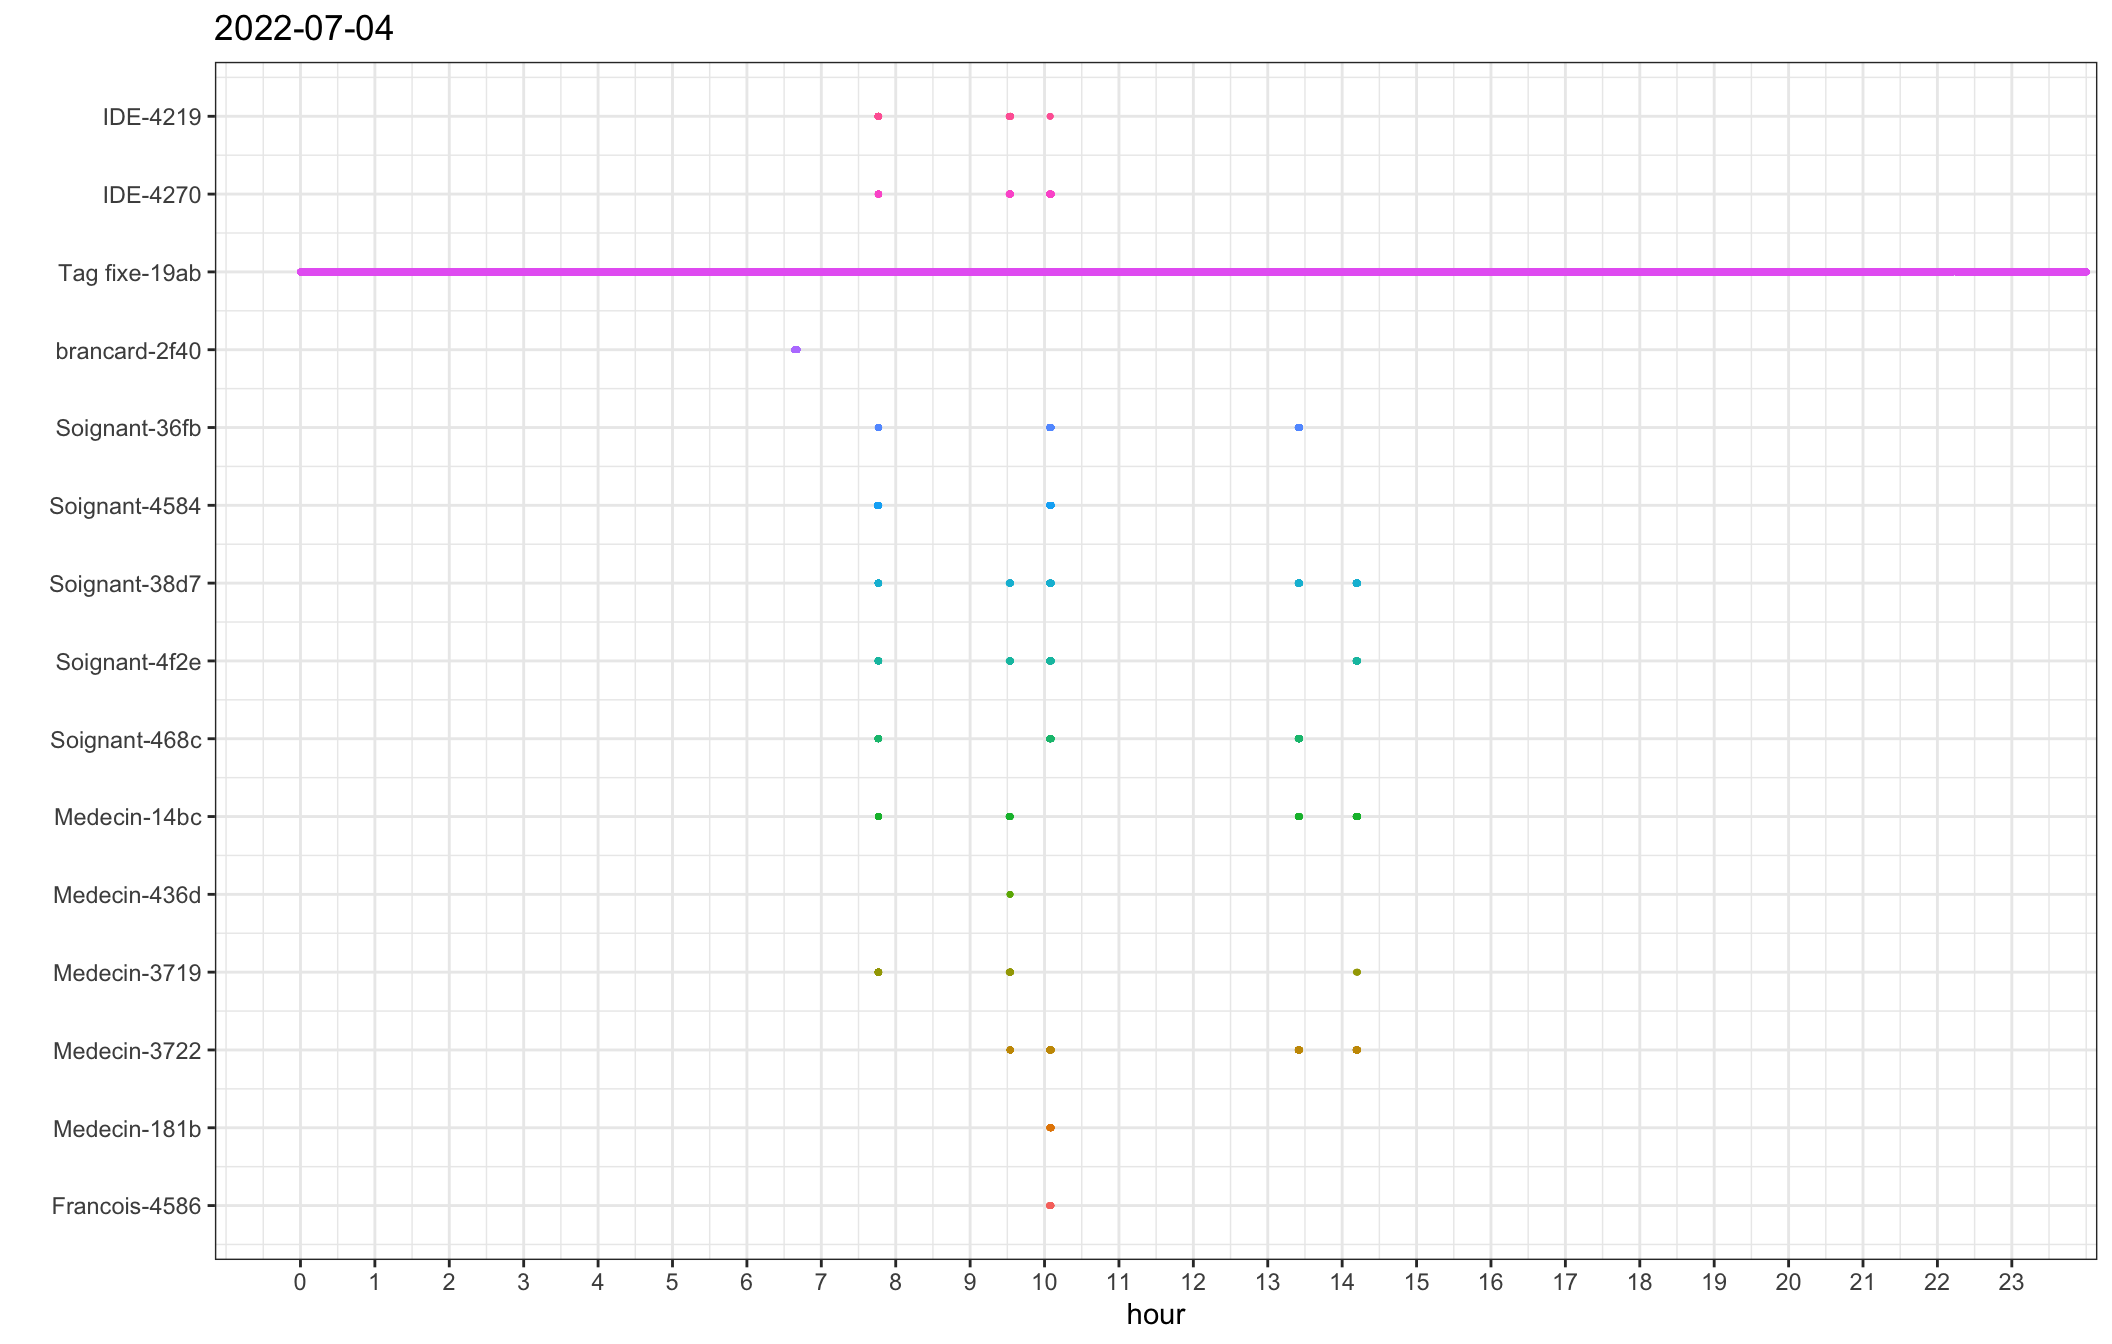 2022-07-04
IDE-4219
IDE-4270
Tag fixe-19ab
brancard-2f40
Soignant-36fb
Soignant-4584
Soignant-38d7
Soignant-4f2e
Soignant-468c
Medecin-14bc
Medecin-436d
Medecin-3719
Medecin-3722
Medecin-181b
Francois-4586
0 1 2 3 4 5 6 7 8 9 10 11 12 13 14 15 16 17 18 19 20 21 22 23
hour